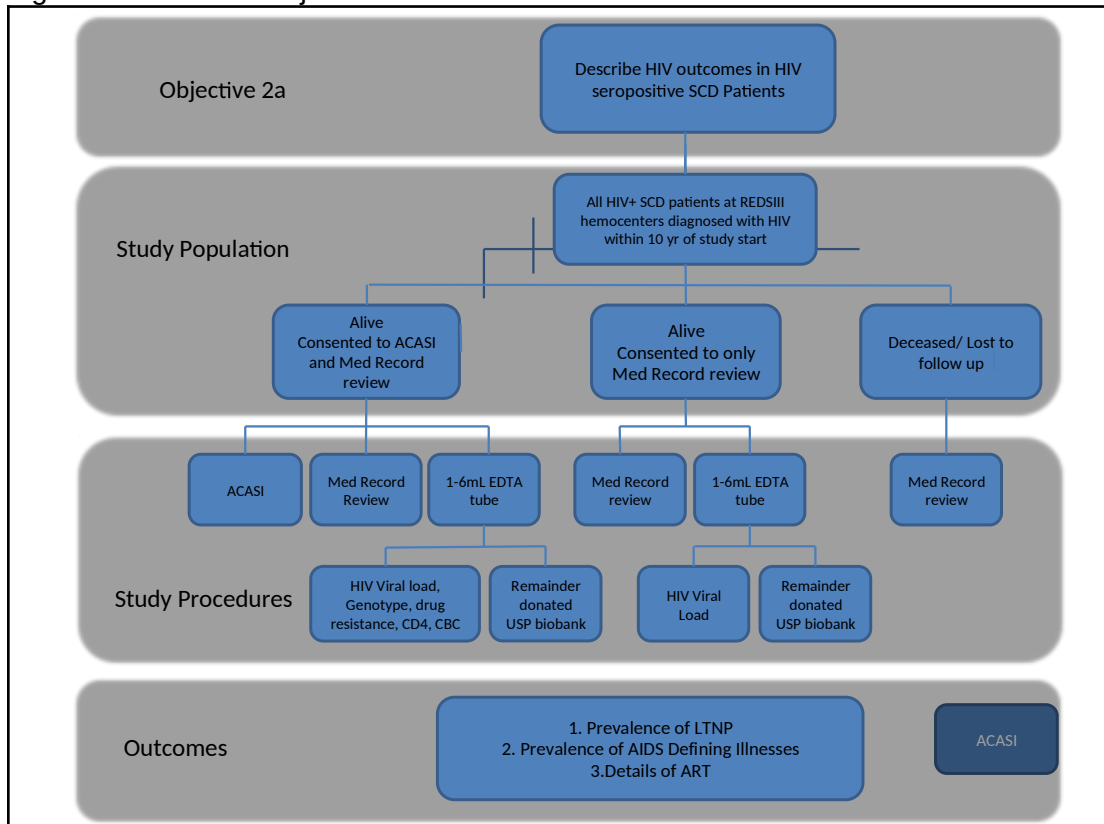 Objective 2a
Describe HIV outcomes in HIV
seropositive SCD Patients
Study Population
All HIV+ SCD patients at REDSIII
hemocenters diagnosed with HIV
within 10 yr of study start
Alive
Consented to ACASI
and Med Record
review
Alive
Consented to only
Med Record review
Deceased/ Lost to
follow up
ACASI
Med Record
Review
1-6mL EDTA
tube
Med Record
review
1-6mL EDTA
tube
Med Record
review
Study Procedures
HIV Viral load,
Genotype, drug
resistance, CD4, CBC
Remainder
donated
USP biobank
HIV Viral
Load
Remainder
donated
USP biobank
Outcomes
1. Prevalence of LTNP
2. Prevalence of AIDS Defining Illnesses
3.Details of ART
ACASI